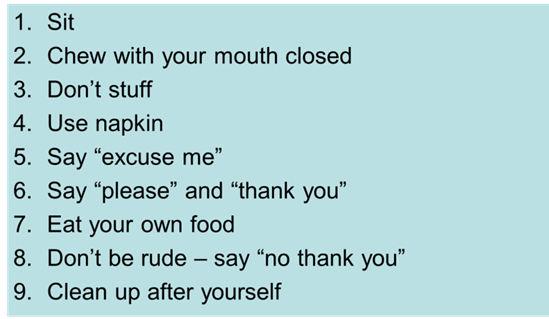 1. Sit
2. Chew with your mouth closed
3. Don’t stuff
4. Use napkin
5. Say “excuse me”
6. Say “please” and “thank you”
7. Eat your own food
8. Don’t be rude – say “no thank you”
9. Clean up after yourself